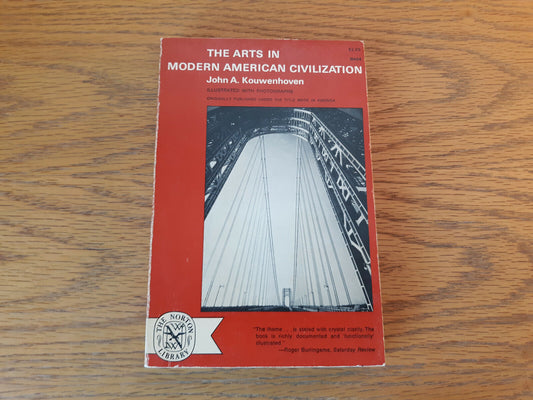 THE ARTS IN
MODERN AMERICAN CIVILIZATION
John A. Kouwenhoven
ILLUSTRATED WITH PHOTOGRAPHS
ORIGINALLY PUBLISHED UNDER THE TITLE MADE IN AMERICA
THE NORTON
LIBRARY
"The theme . . . is stated with crystal clarity. The
book is richly documented and 'functionally'
illustrated."
—Roger Burlingame, Saturday Review